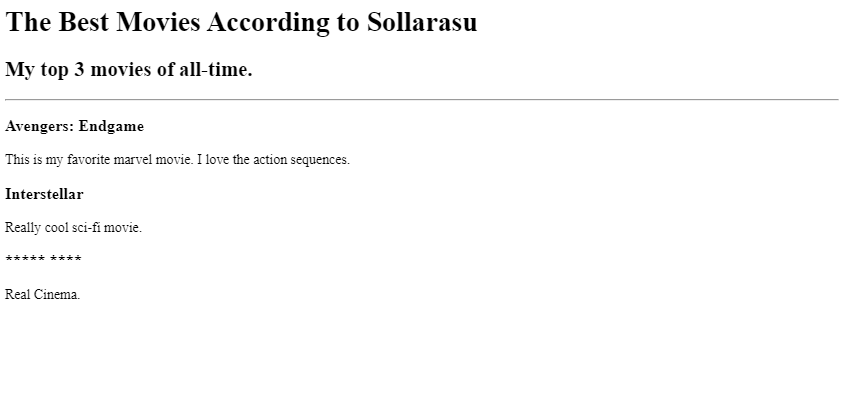 The Best Movies According to Sollarasu
My top 3 movies of all-time.
Avengers: Endgame
This is my favorite marvel movie. I love the action sequences.
Interstellar
Really cool sci-fi movie.
***** ****
Real Cinema.